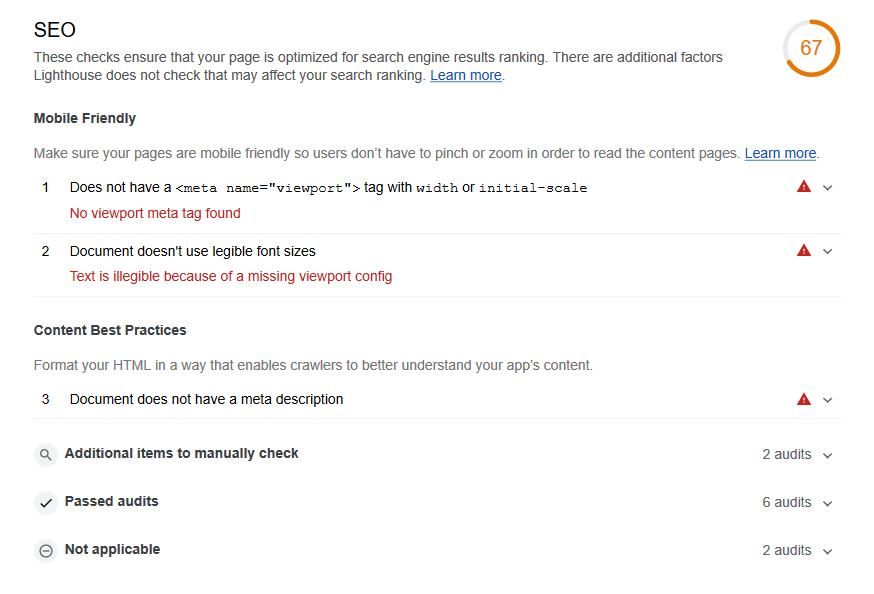 SEO
67
These checks ensure that your page is optimized for search engine results ranking. There are additional factors
Lighthouse does not check that may affect your search ranking. Learn more.
Mobile Friendly
Make sure your pages are mobile friendly so users don’t have to pinch or zoom in order to read the content pages. Learn more.
1 Does not have a <meta name="viewport"> tag with width or initial-scale
No viewport meta tag found
2 Document doesn't use legible font sizes
Text is illegible because of a missing viewport config
Content Best Practices
Format your HTML in a way that enables crawlers to better understand your app’s content.
3 Document does not have a meta description
Additional items to manually check 2 audits
Passed audits 6 audits
Not applicable 2 audits